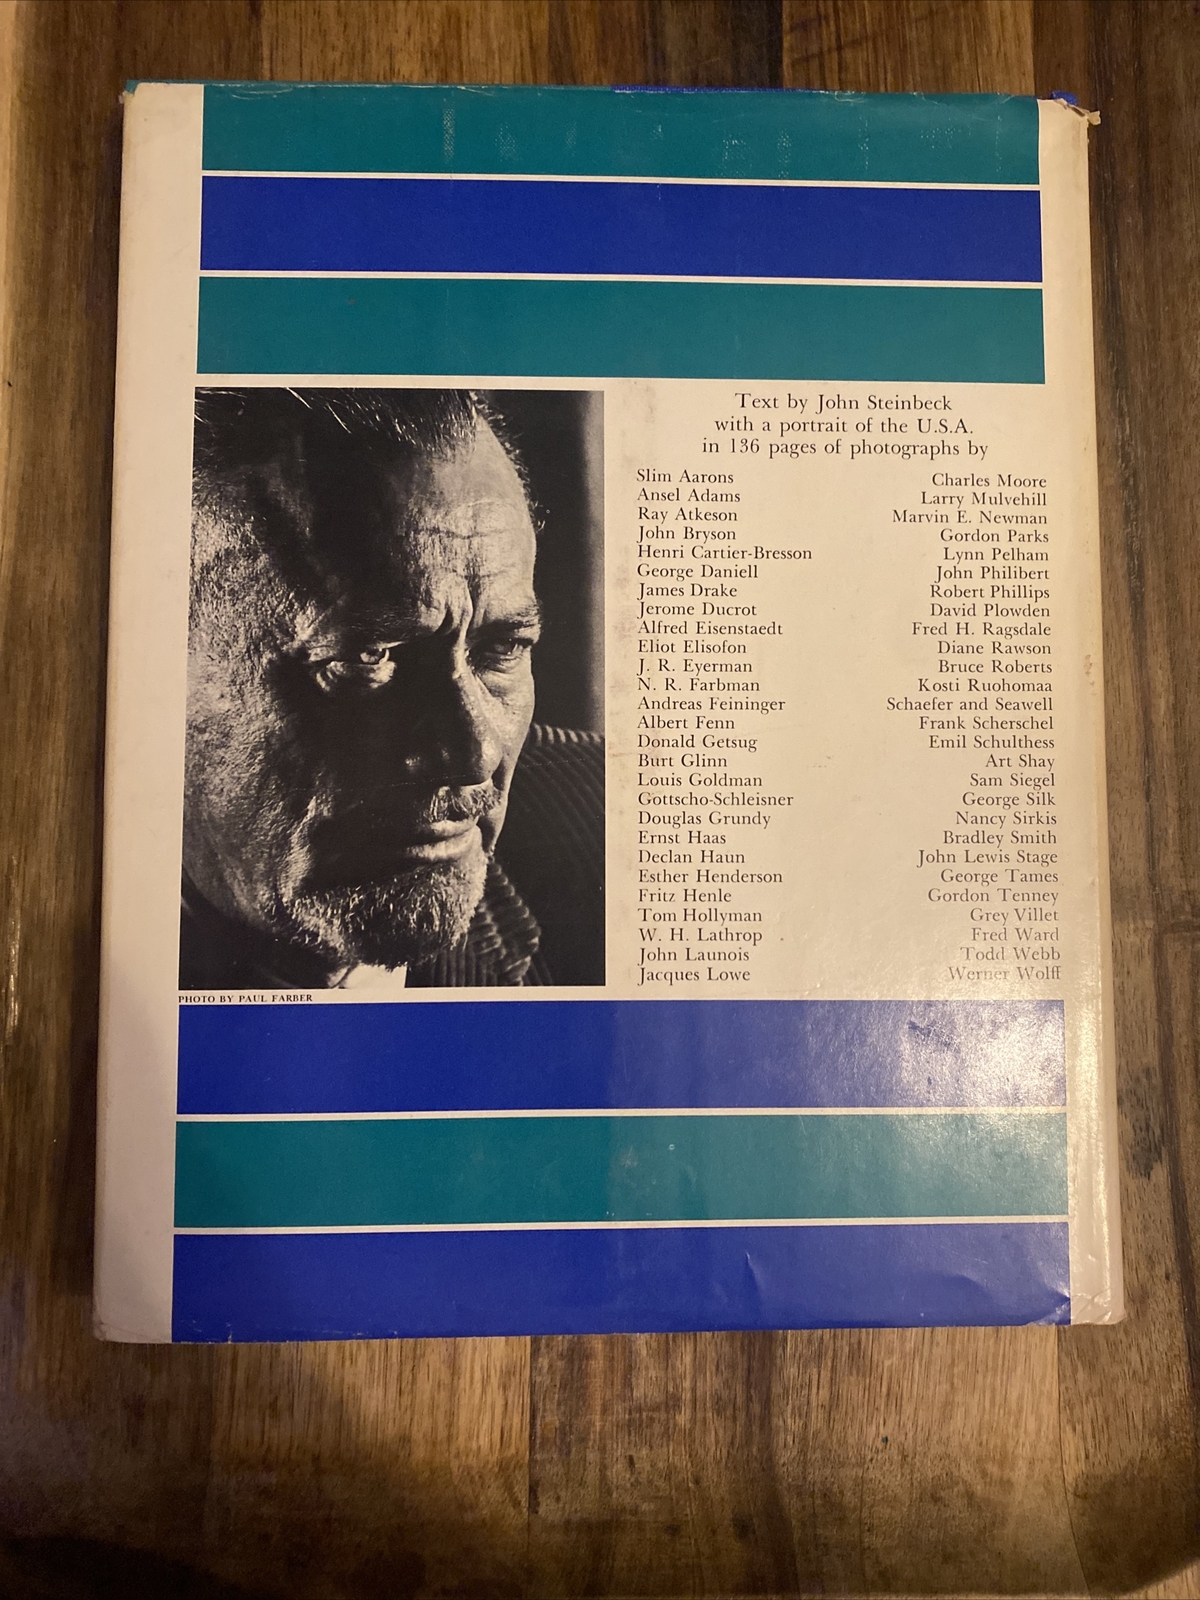 Text by John Steinbeck
with a portrait of the U.S.A.
in 136 pages of photographs by
Slim Aarons
Ansel Adams
Ray Atkeson
John Bryson
Henri Cartier-Bresson
George Daniell
James Drake
Jerome Ducrot
Alfred Eisenstaedt
Eliot Elisofon
J. R. Eyerman
N. R. Farbman
Andreas Feininger
Albert Fenn
Donald Getsug
Burt Glinn
Louis Goldman
Gottscho-Schleisner
Douglas Grundy
Ernst Haas
Declan Haun
Esther Henderson
Fritz Henle
Tom Hollyman
W. H. Lathrop
John Launois
Jacques Lowe
Charles Moore
Larry Mulvehill
Marvin E. Newman
Gordon Parks
Lynn Pelham
John Philibert
Robert Phillips
David Plowden
Fred H. Ragsdale
Diane Rawson
Bruce Roberts
Kosti Ruohomaa
Schaefer and Seawell
Frank Scherschel
Emil Schulthess
Art Shay
Sam Siegel
George Silk
Nancy Sirkis
Bradley Smith
John Lewis Stage
George Tames
Gordon Tenney
Grey Villet
Fred Ward
Todd Webb
Werner Wolff
PHOTO BY PAUL FARBER